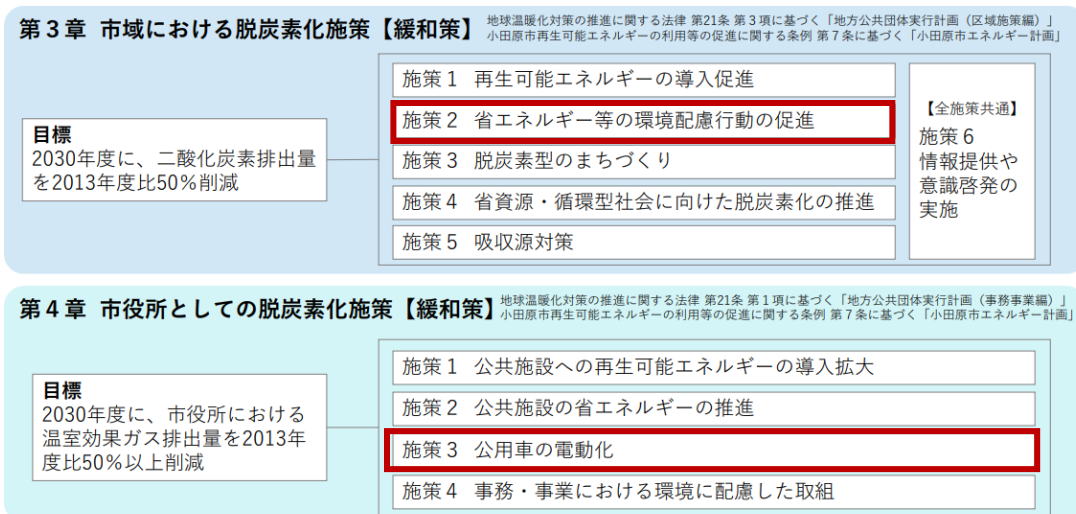 第３章 市域における脱炭素化施策【緩和策】
地球温暖化対策の推進に関する法律 第21条 第３項に基づく「地方公共団体実行計画（区域施策編）」
小田原市再生可能エネルギーの利用等の促進に関する条例 第７条に基づく「小田原市エネルギー計画」
目標
2030年度に、二酸化炭素排出量
を2013年度比50％削減
施策１ 再生可能エネルギーの導入促進
施策２ 省エネルギー等の環境配慮行動の促進
施策３ 脱炭素型のまちづくり
施策４ 省資源・循環型社会に向けた脱炭素化の推進
施策５ 吸収源対策
【全施策共通】
施策６
情報提供や
意識啓発の
実施
第４章 市役所としての脱炭素化施策【緩和策】
地球温暖化対策の推進に関する法律 第21条 第１項に基づく「地方公共団体実行計画（事務事業編）」
小田原市再生可能エネルギーの利用等の促進に関する条例 第７条に基づく「小田原市エネルギー計画」
目標
2030年度に、市役所における
温室効果ガス排出量を2013年
度比50％以上削減
施策１ 公共施設への再生可能エネルギーの導入拡大
施策２ 公共施設の省エネルギーの推進
施策３ 公用車の電動化
施策４ 事務・事業における環境に配慮した取組